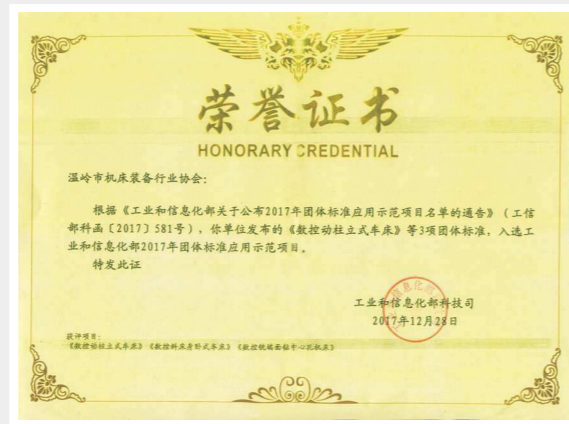 荣誉证书
HONORARY CREDENTIAL
温岭市机床装备行业协会：
根据《工业和信息化部关于公布2017年团体标准应用示范项目名单的通告》（工信
部科函〔2017〕581号），你单位发布的《数控动柱立式车床》等3项团体标准，入选工
业和信息化部2017年团体标准应用示范项目。
特发此证
工业和信息化部科技司
2017年12月28日
获评项目：
《数控动柱立式车床》《数控斜床身卧式车床》《数控铣端面钻中心孔机床》